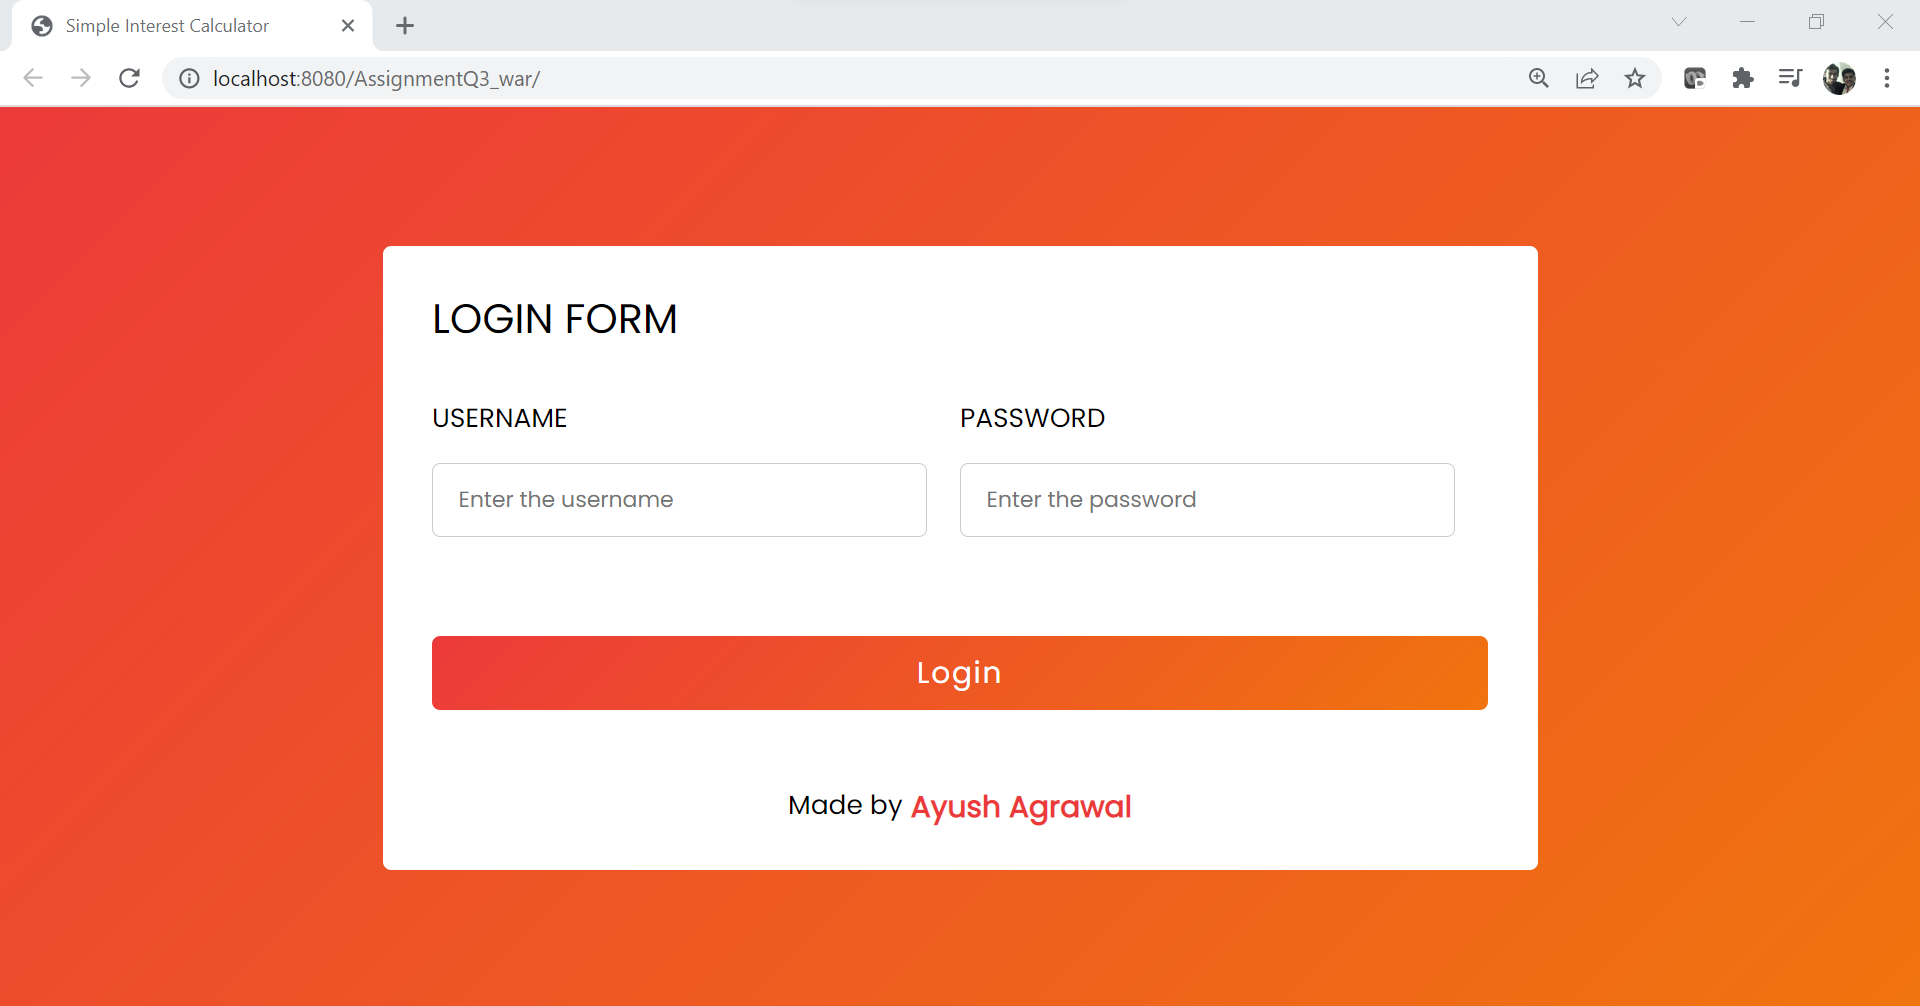 Simple Interest Calculator
localhost:8080/AssignmentQ3_war/
LOGIN FORM
USERNAME
PASSWORD
Enter the username
Enter the password
Login
Made by Ayush Agrawal